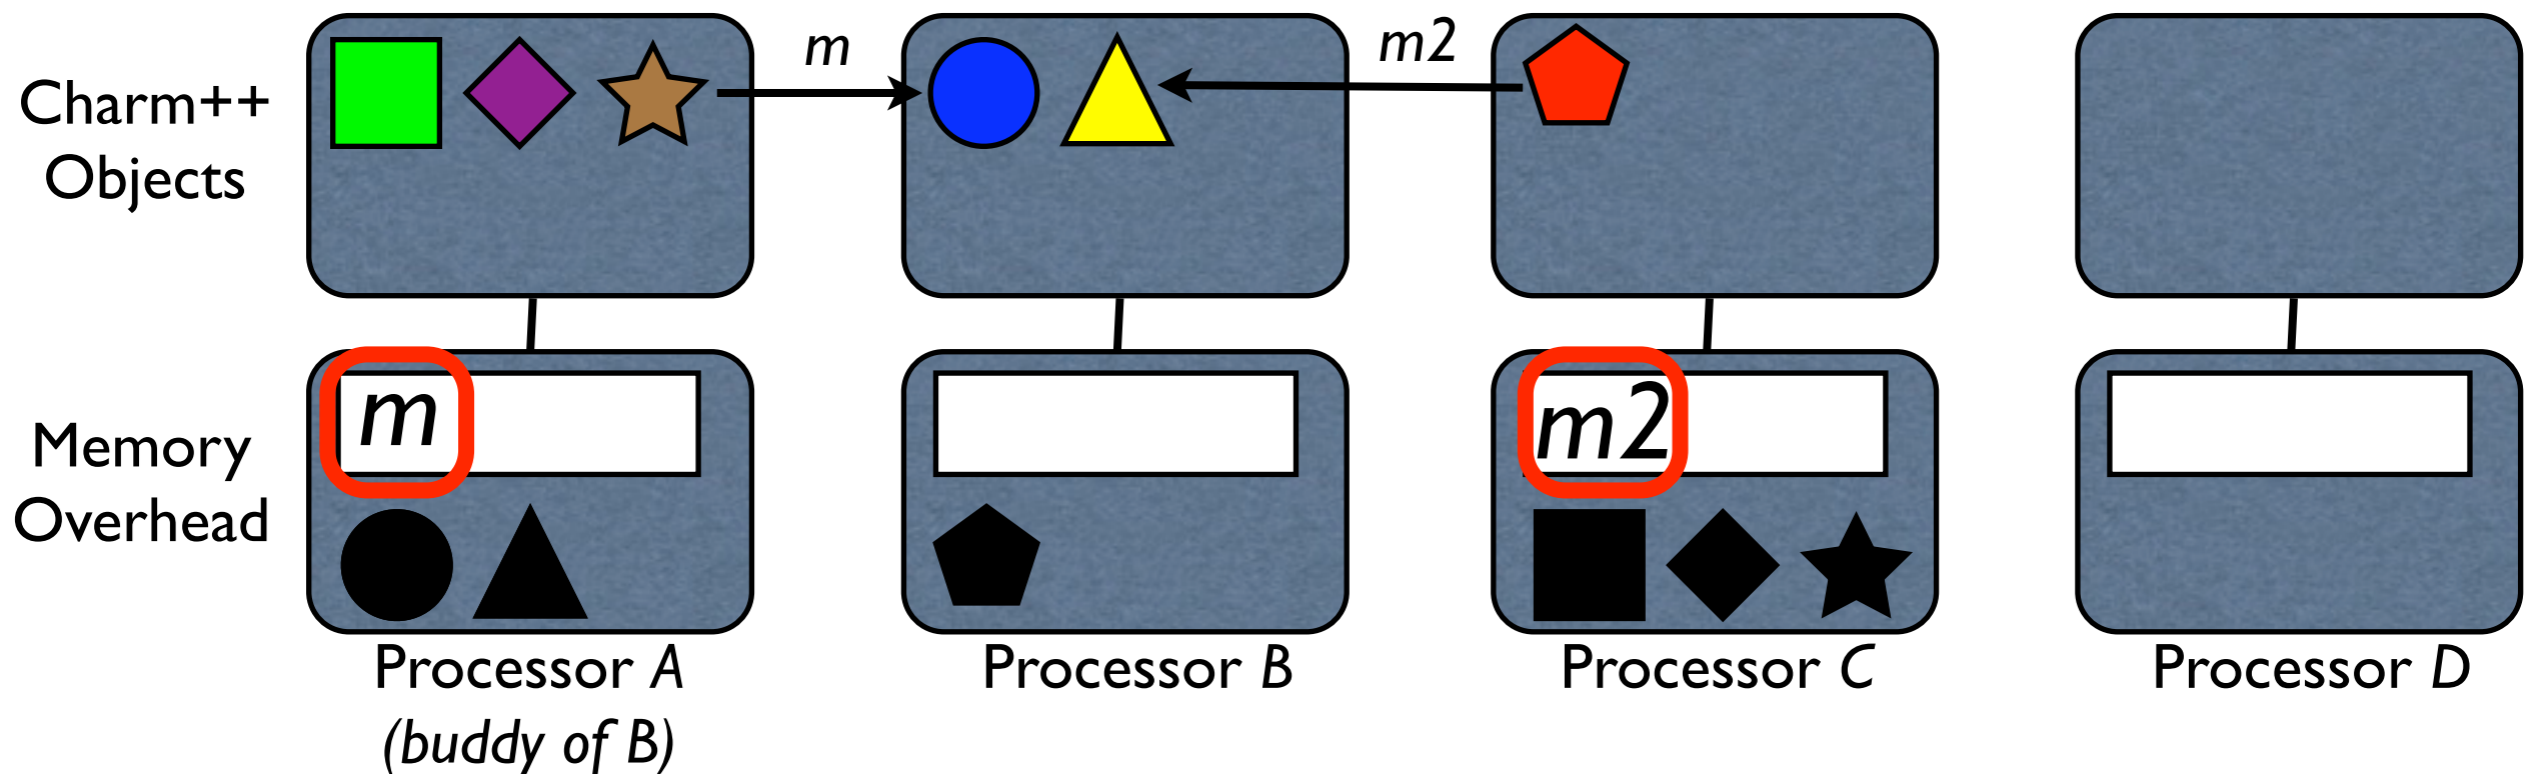 Charm++
Objects
m
m2
Memory
Overhead
m
m2
Processor A
(buddy of B)
Processor B
Processor C
Processor D